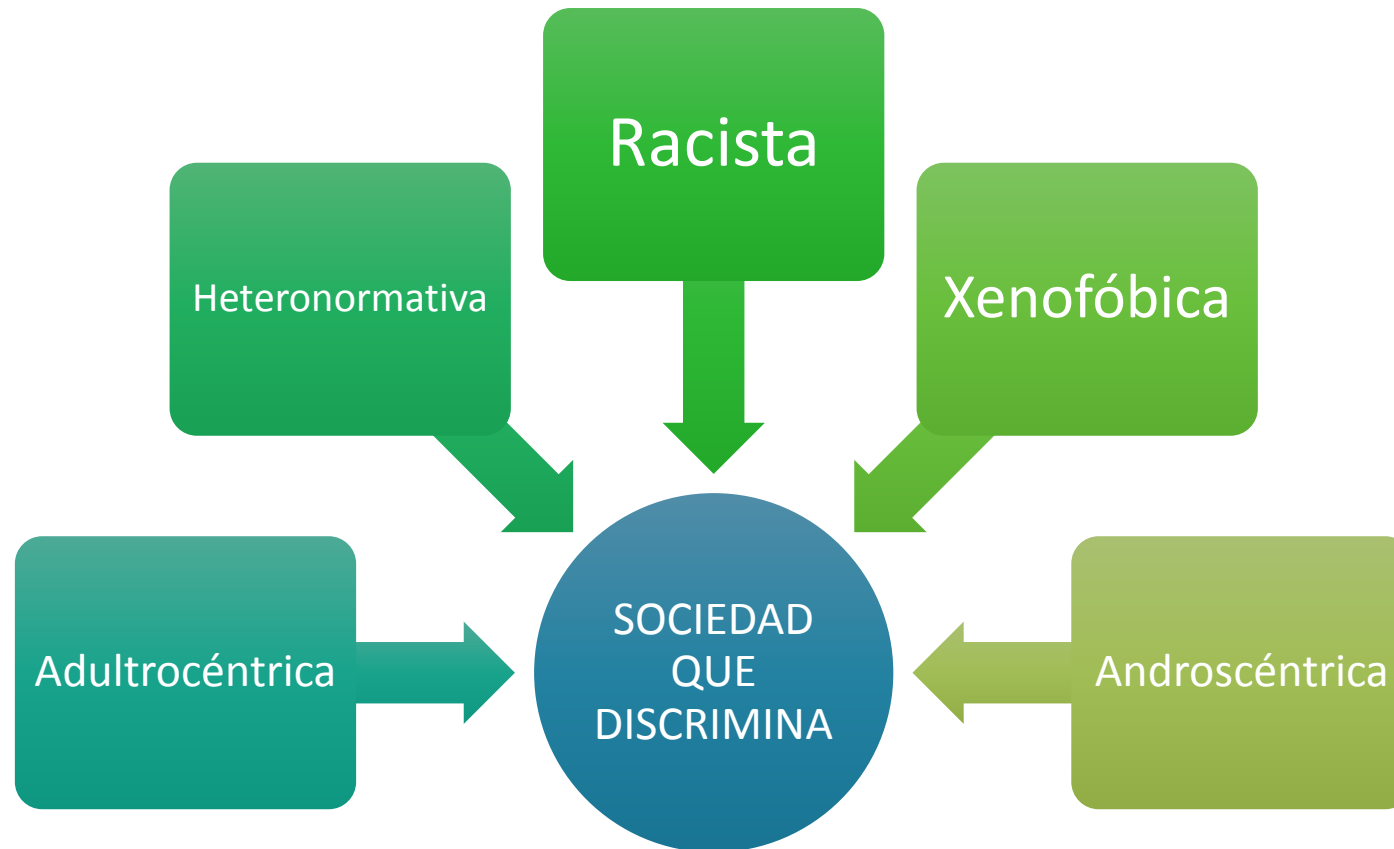 Racista
Heteronormativa
Xenofóbica
Adultrocéntrica
SOCIEDAD
QUE
DISCRIMINA
Androscéntrica